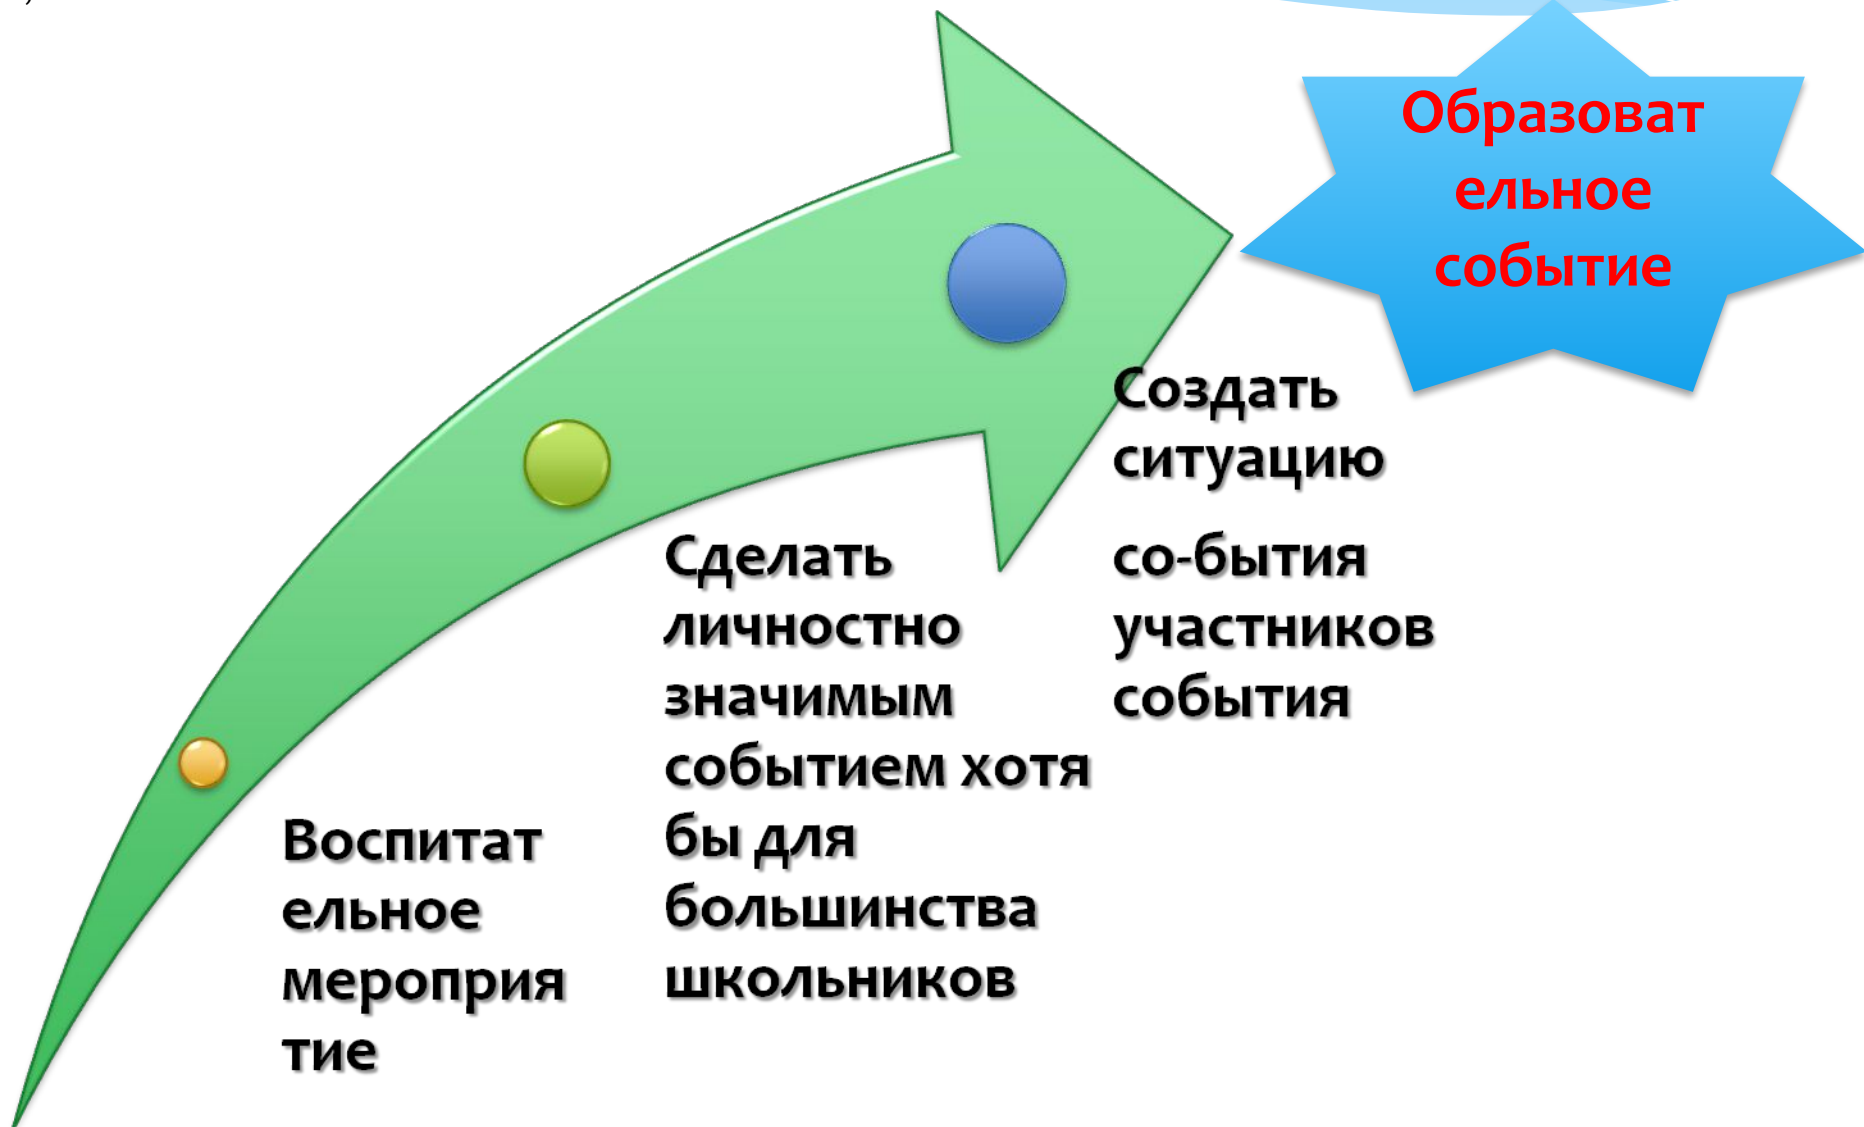 Образоват
ельное
событие
Создать
ситуацию
со-бытия
участников
события
Сделать
личностно
значимым
событием хотя
бы для
большинства
школьников
Воспитат
ельное
мероприя
тие